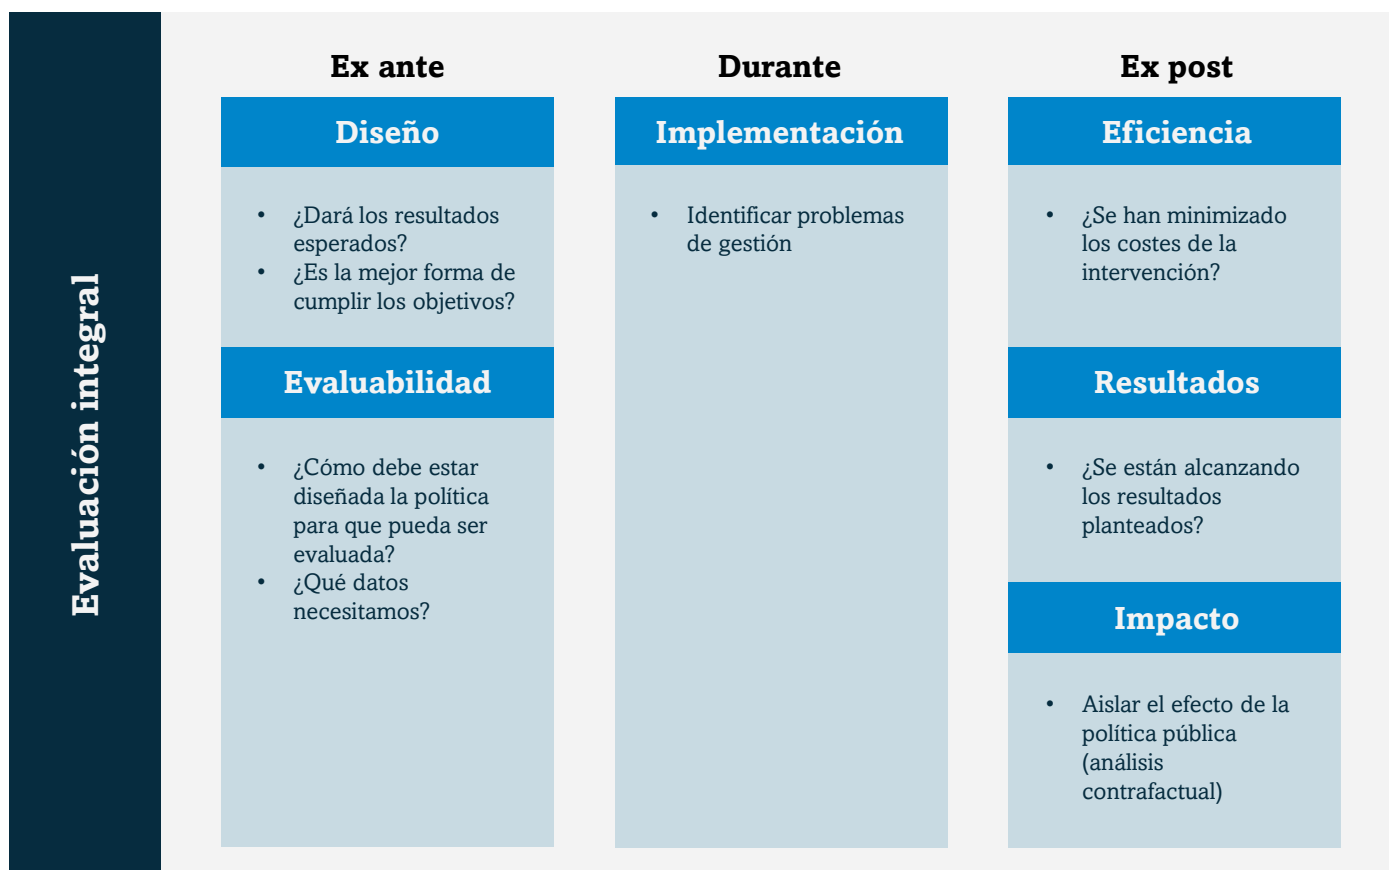 Evaluación integral
Ex ante
Diseño
• ¿Dará los resultados
esperados?
• ¿Es la mejor forma de
cumplir los objetivos?
Evaluabilidad
• ¿Cómo debe estar
diseñada la política
para que pueda ser
evaluada?
• ¿Qué datos
necesitamos?
Durante
Implementación
• Identificar problemas
de gestión
Ex post
Eficiencia
• ¿Se han minimizado
los costes de la
intervención?
Resultados
• ¿Se están alcanzando
los resultados
planteados?
Impacto
• Aislar el efecto de la
política pública
(análisis
contrafactual)